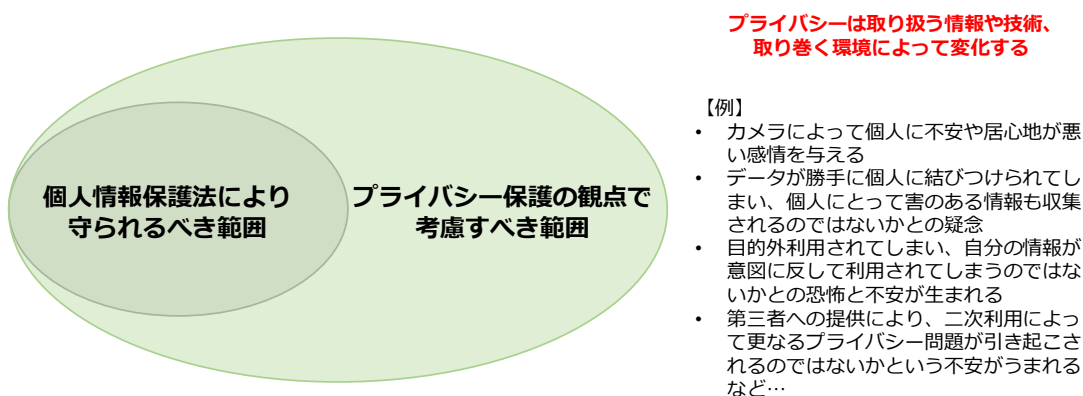 プライバシーは取り扱う情報や技術、
取り巻く環境によって変化する
個人情報保護法により
守られるべき範囲
プライバシー保護の観点で
考慮すべき範囲
【例】
• カメラによって個人に不安や居心地が悪
い感情を与える
• データが勝手に個人に結びつけられてし
まい、個人にとって害のある情報も収集
されるのではないかとの疑念
• 目的外利用されてしまい、自分の情報が
意図に反して利用されてしまうのではな
いかとの恐怖と不安が生まれる
• 第三者への提供により、二次利用によっ
て更なるプライバシー問題が引き起こさ
れるのではないかという不安がうまれる
など…